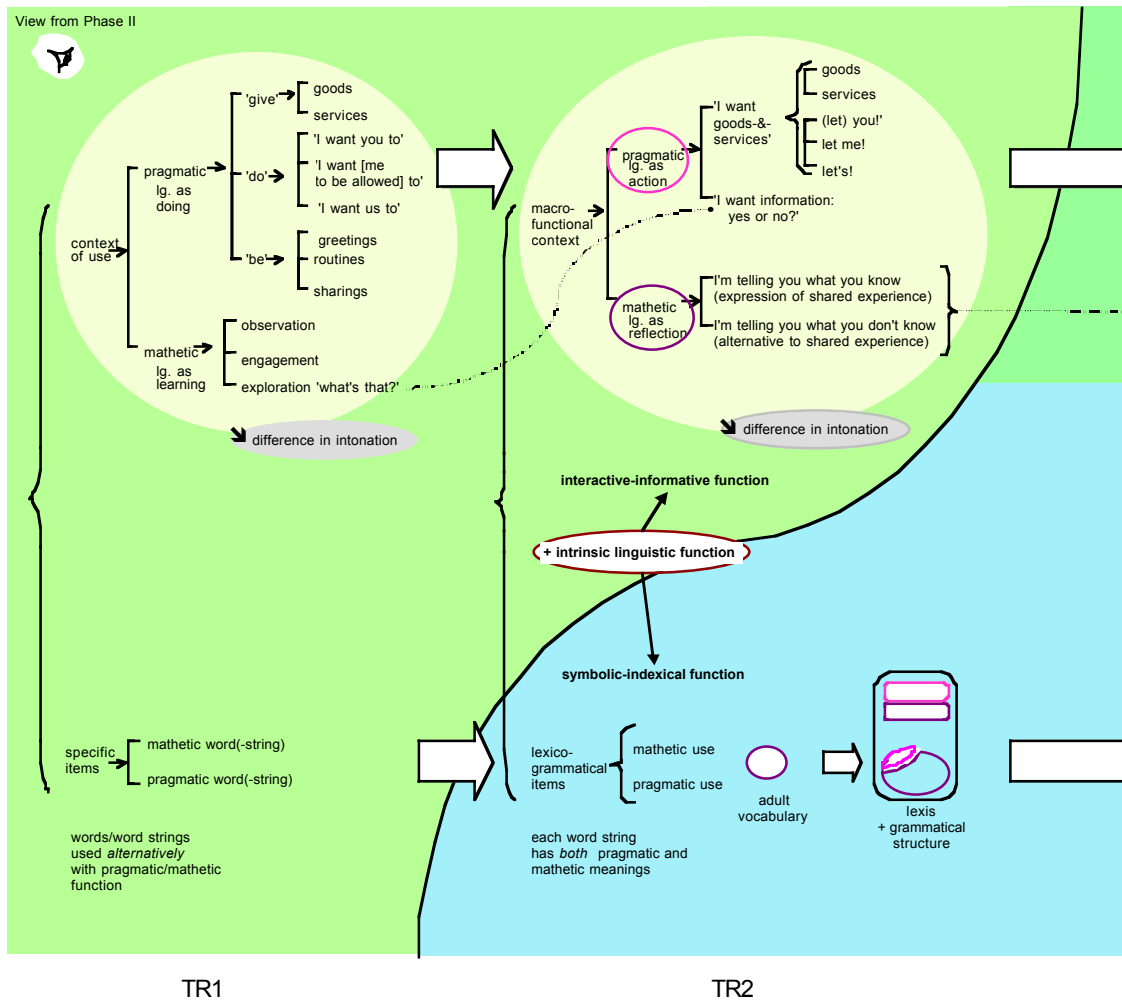 View from Phase II
context
of use
pragmatic
lg. as
doing
'give'
goods
services
'do'
'I want you to'
'I want [me
to be allowed] to'
'I want us to'
'be'
greetings
routines
sharings
mathetic
lg. as
learning
observation
engagement
exploration 'what's that?'
difference in intonation
macro-
functional
context
pragmatic
lg. as
action
'I want
goods-&-
services'
goods
services
(let) you!'
let me!
let's!
'I want information:
yes or no?'
mathetic
lg. as
reflection
I'm telling you what you know
(expression of shared experience)
I'm telling you what you don't know
(alternative to shared experience)
difference in intonation
interactive-informative function
+ intrinsic linguistic function
symbolic-indexical function
specific
items
mathetic word(-string)
pragmatic word(-string)
words/word strings
used alternatively
with pragmatic/mathetic
function
lexico-
grammatical
items
mathetic use
pragmatic use
each word string
has both pragmatic and
mathetic meanings
adult
vocabulary
lexis
+ grammatical
structure
TR1
TR2